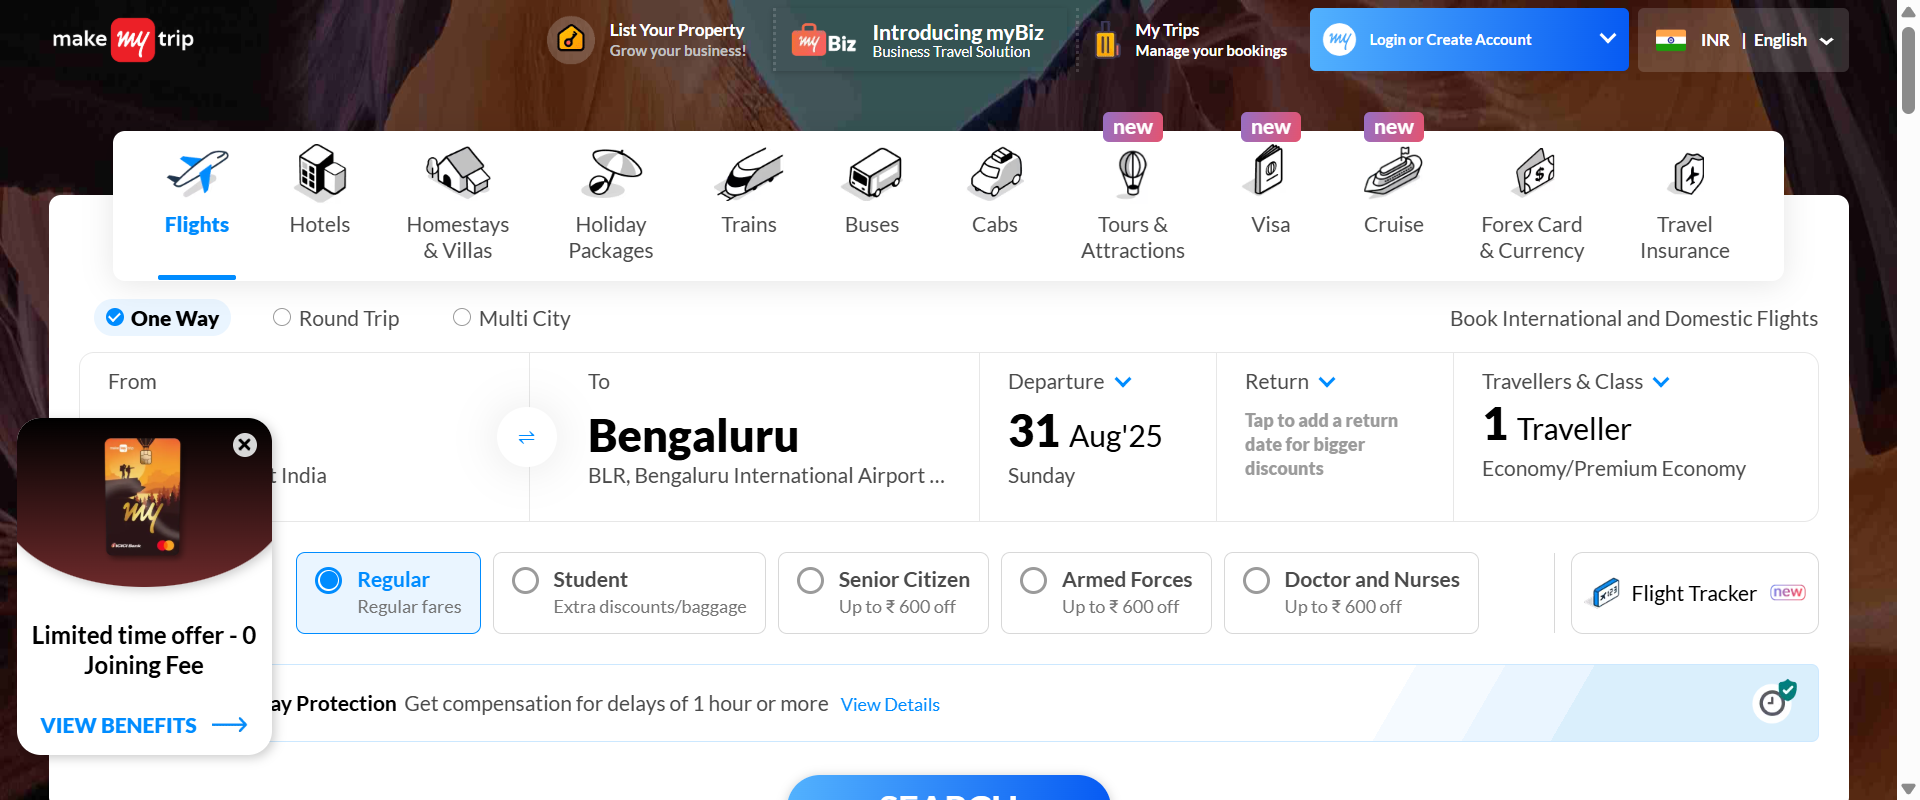 make my trip
List Your Property
Grow your business!
my Biz
Introducing myBiz
Business Travel Solution
My Trips
Manage your bookings
my
Login or Create Account
INR | English
new
new
new
Flights
Hotels
Homestays
& Villas
Holiday
Packages
Trains
Buses
Cabs
Tours &
Attractions
Visa
Cruise
Forex Card
& Currency
Travel
Insurance
One Way
Round Trip
Multi City
Book International and Domestic Flights
From
t India
To
Bengaluru
BLR, Bengaluru International Airport ...
Departure
31 Aug'25
Sunday
Return
Tap to add a return
date for bigger
discounts
Travellers & Class
1 Traveller
Economy/Premium Economy
my
ICICI Bank
Limited time offer - 0
Joining Fee
VIEW BENEFITS
Regular
Regular fares
Student
Extra discounts/baggage
Senior Citizen
Up to ₹ 600 off
Armed Forces
Up to ₹ 600 off
Doctor and Nurses
Up to ₹ 600 off
Flight Tracker new
ay Protection Get compensation for delays of 1 hour or more View Details
SEARCH